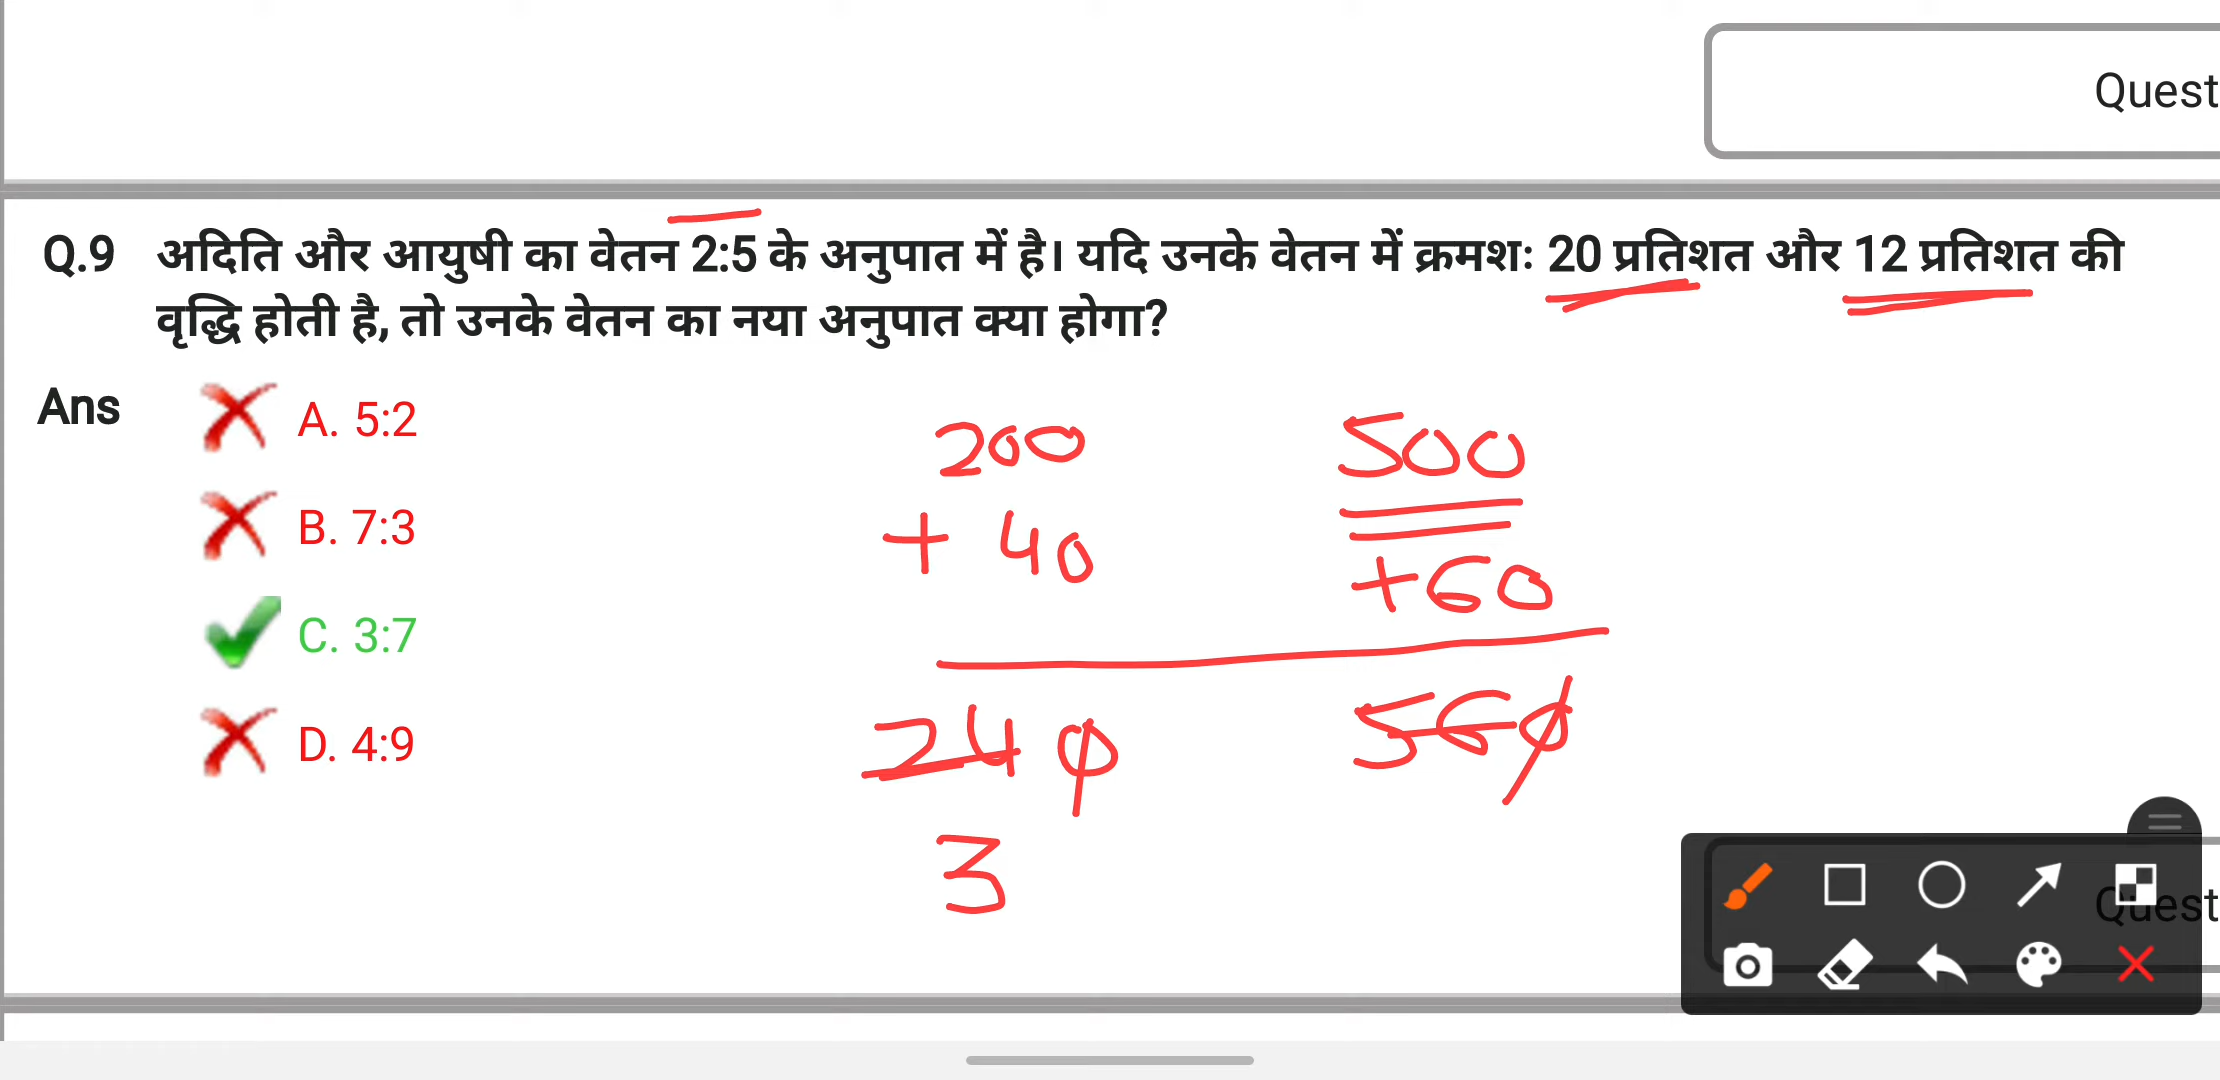 Quest
Q.9 अदिति और आयुषी का वेतन 2:5 के अनुपात में है। यदि उनके वेतन में क्रमशः 20 प्रतिशत और 12 प्रतिशत की
वृद्धि होती है, तो उनके वेतन का नया अनुपात क्या होगा?
Ans
A. 5:2
B. 7:3
C. 3:7
D. 4:9
200 500
+ 40 +60
240 560
3
Quest